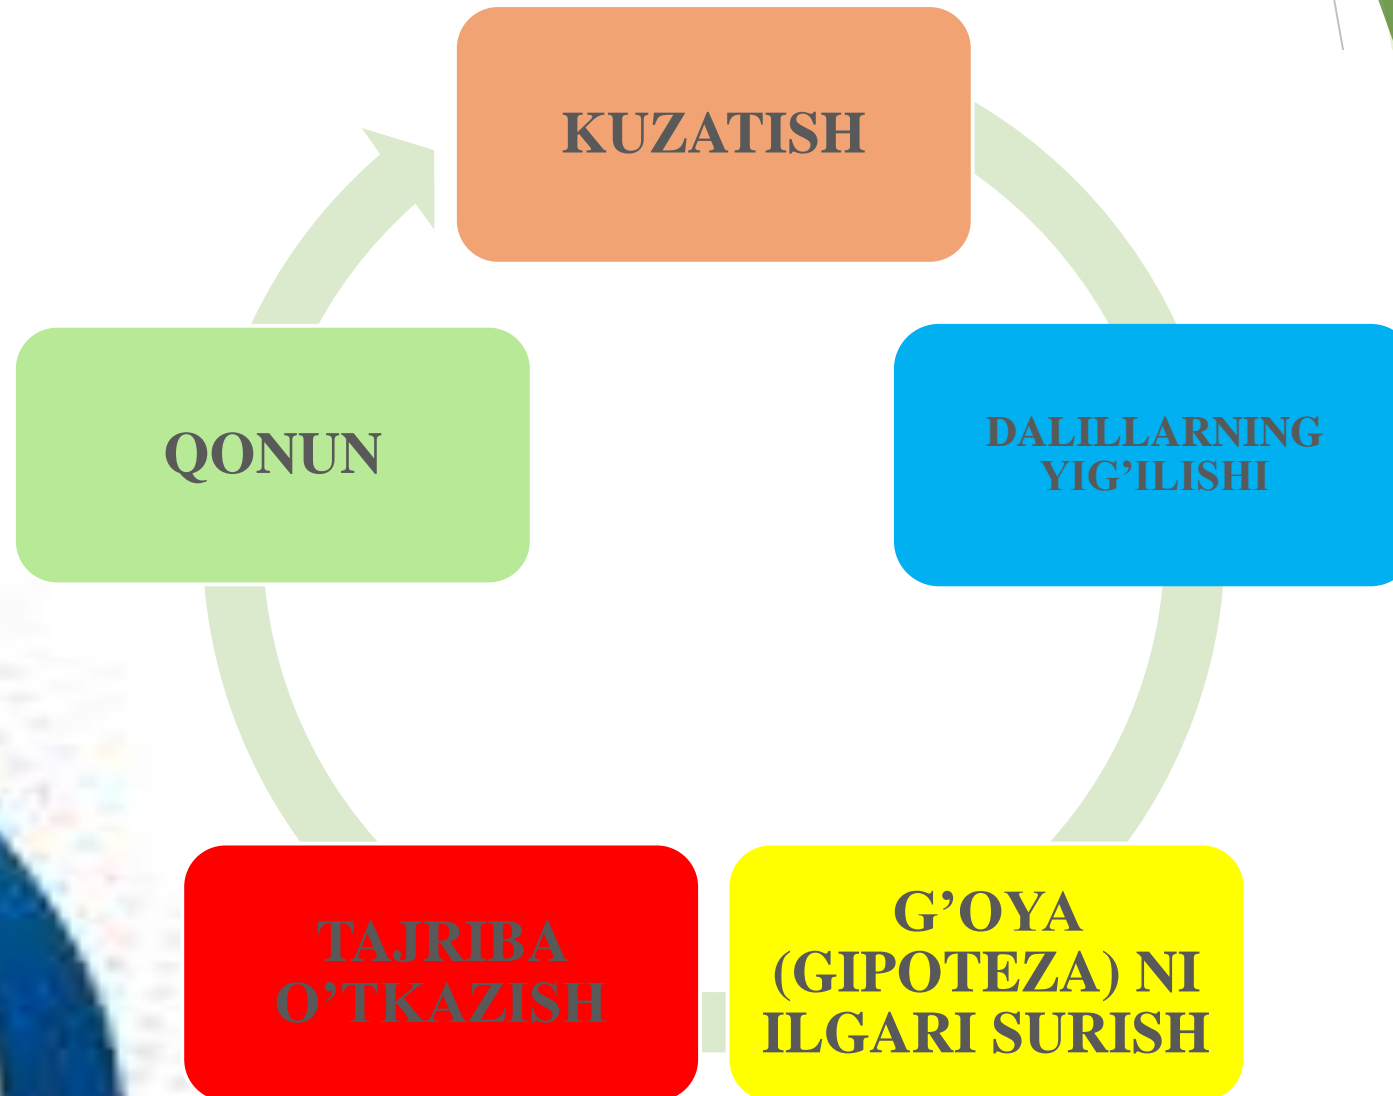 KUZATISH
DALILLARNING
YIG’ILISHI
G’OYA
(GIPOTEZA) NI
ILGARI SURISH
TAJRIBA
O’TKAZISH
QONUN